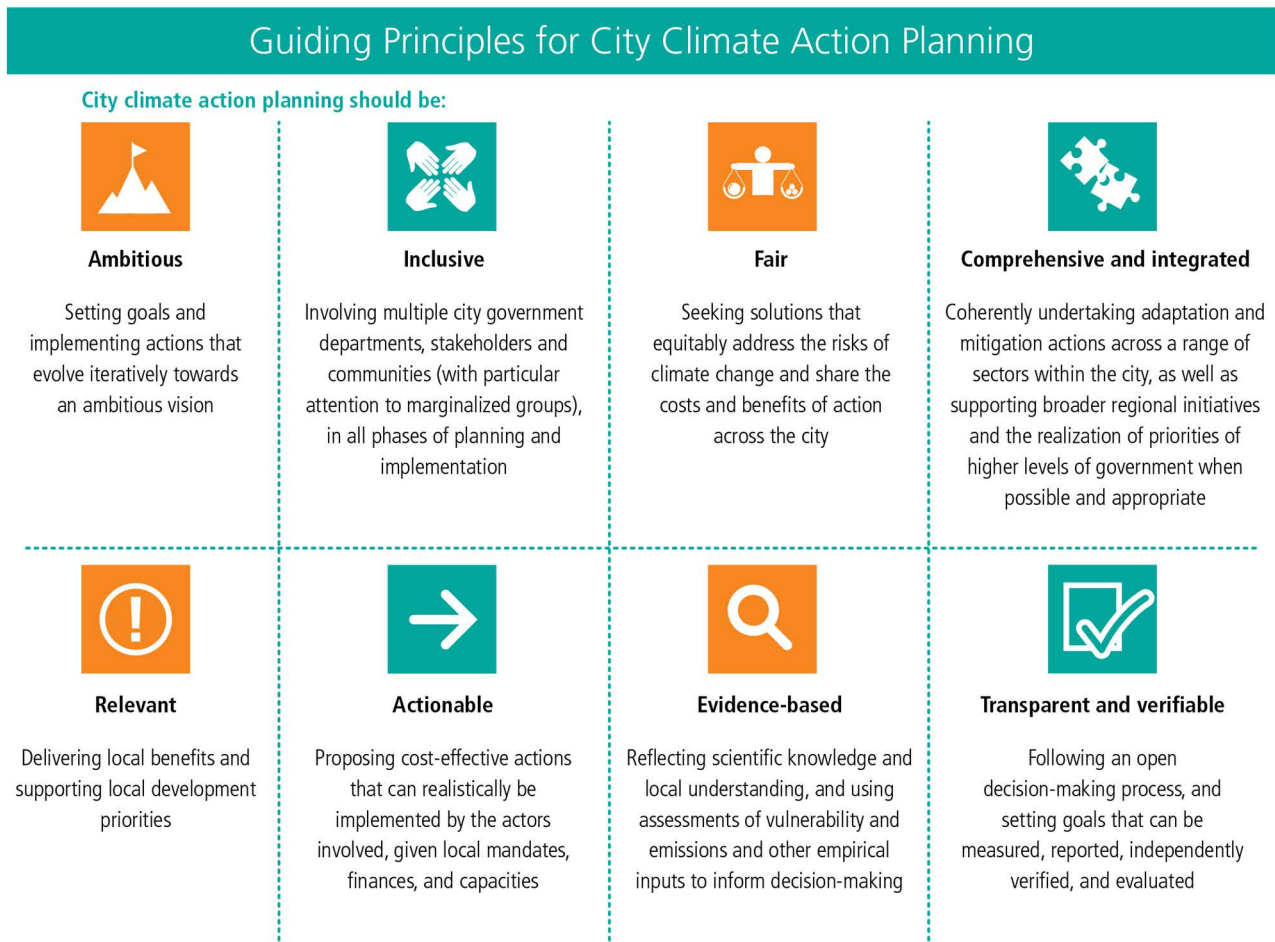 Guiding Principles for City Climate Action Planning
City climate action planning should be:
Ambitious
Setting goals and
implementing actions that
evolve iteratively towards
an ambitious vision
Inclusive
Involving multiple city government
departments, stakeholders and
communities (with particular
attention to marginalized groups),
in all phases of planning and
implementation
Fair
Seeking solutions that
equitably address the risks of
climate change and share the
costs and benefits of action
across the city
Comprehensive and integrated
Coherently undertaking adaptation and
mitigation actions across a range of
sectors within the city, as well as
supporting broader regional initiatives
and the realization of priorities of
higher levels of government when
possible and appropriate
Relevant
Delivering local benefits and
supporting local development
priorities
Actionable
Proposing cost-effective actions
that can realistically be
implemented by the actors
involved, given local mandates,
finances, and capacities
Evidence-based
Reflecting scientific knowledge and
local understanding, and using
assessments of vulnerability and
emissions and other empirical
inputs to inform decision-making
Transparent and verifiable
Following an open
decision-making process, and
setting goals that can be
measured, reported, independently
verified, and evaluated